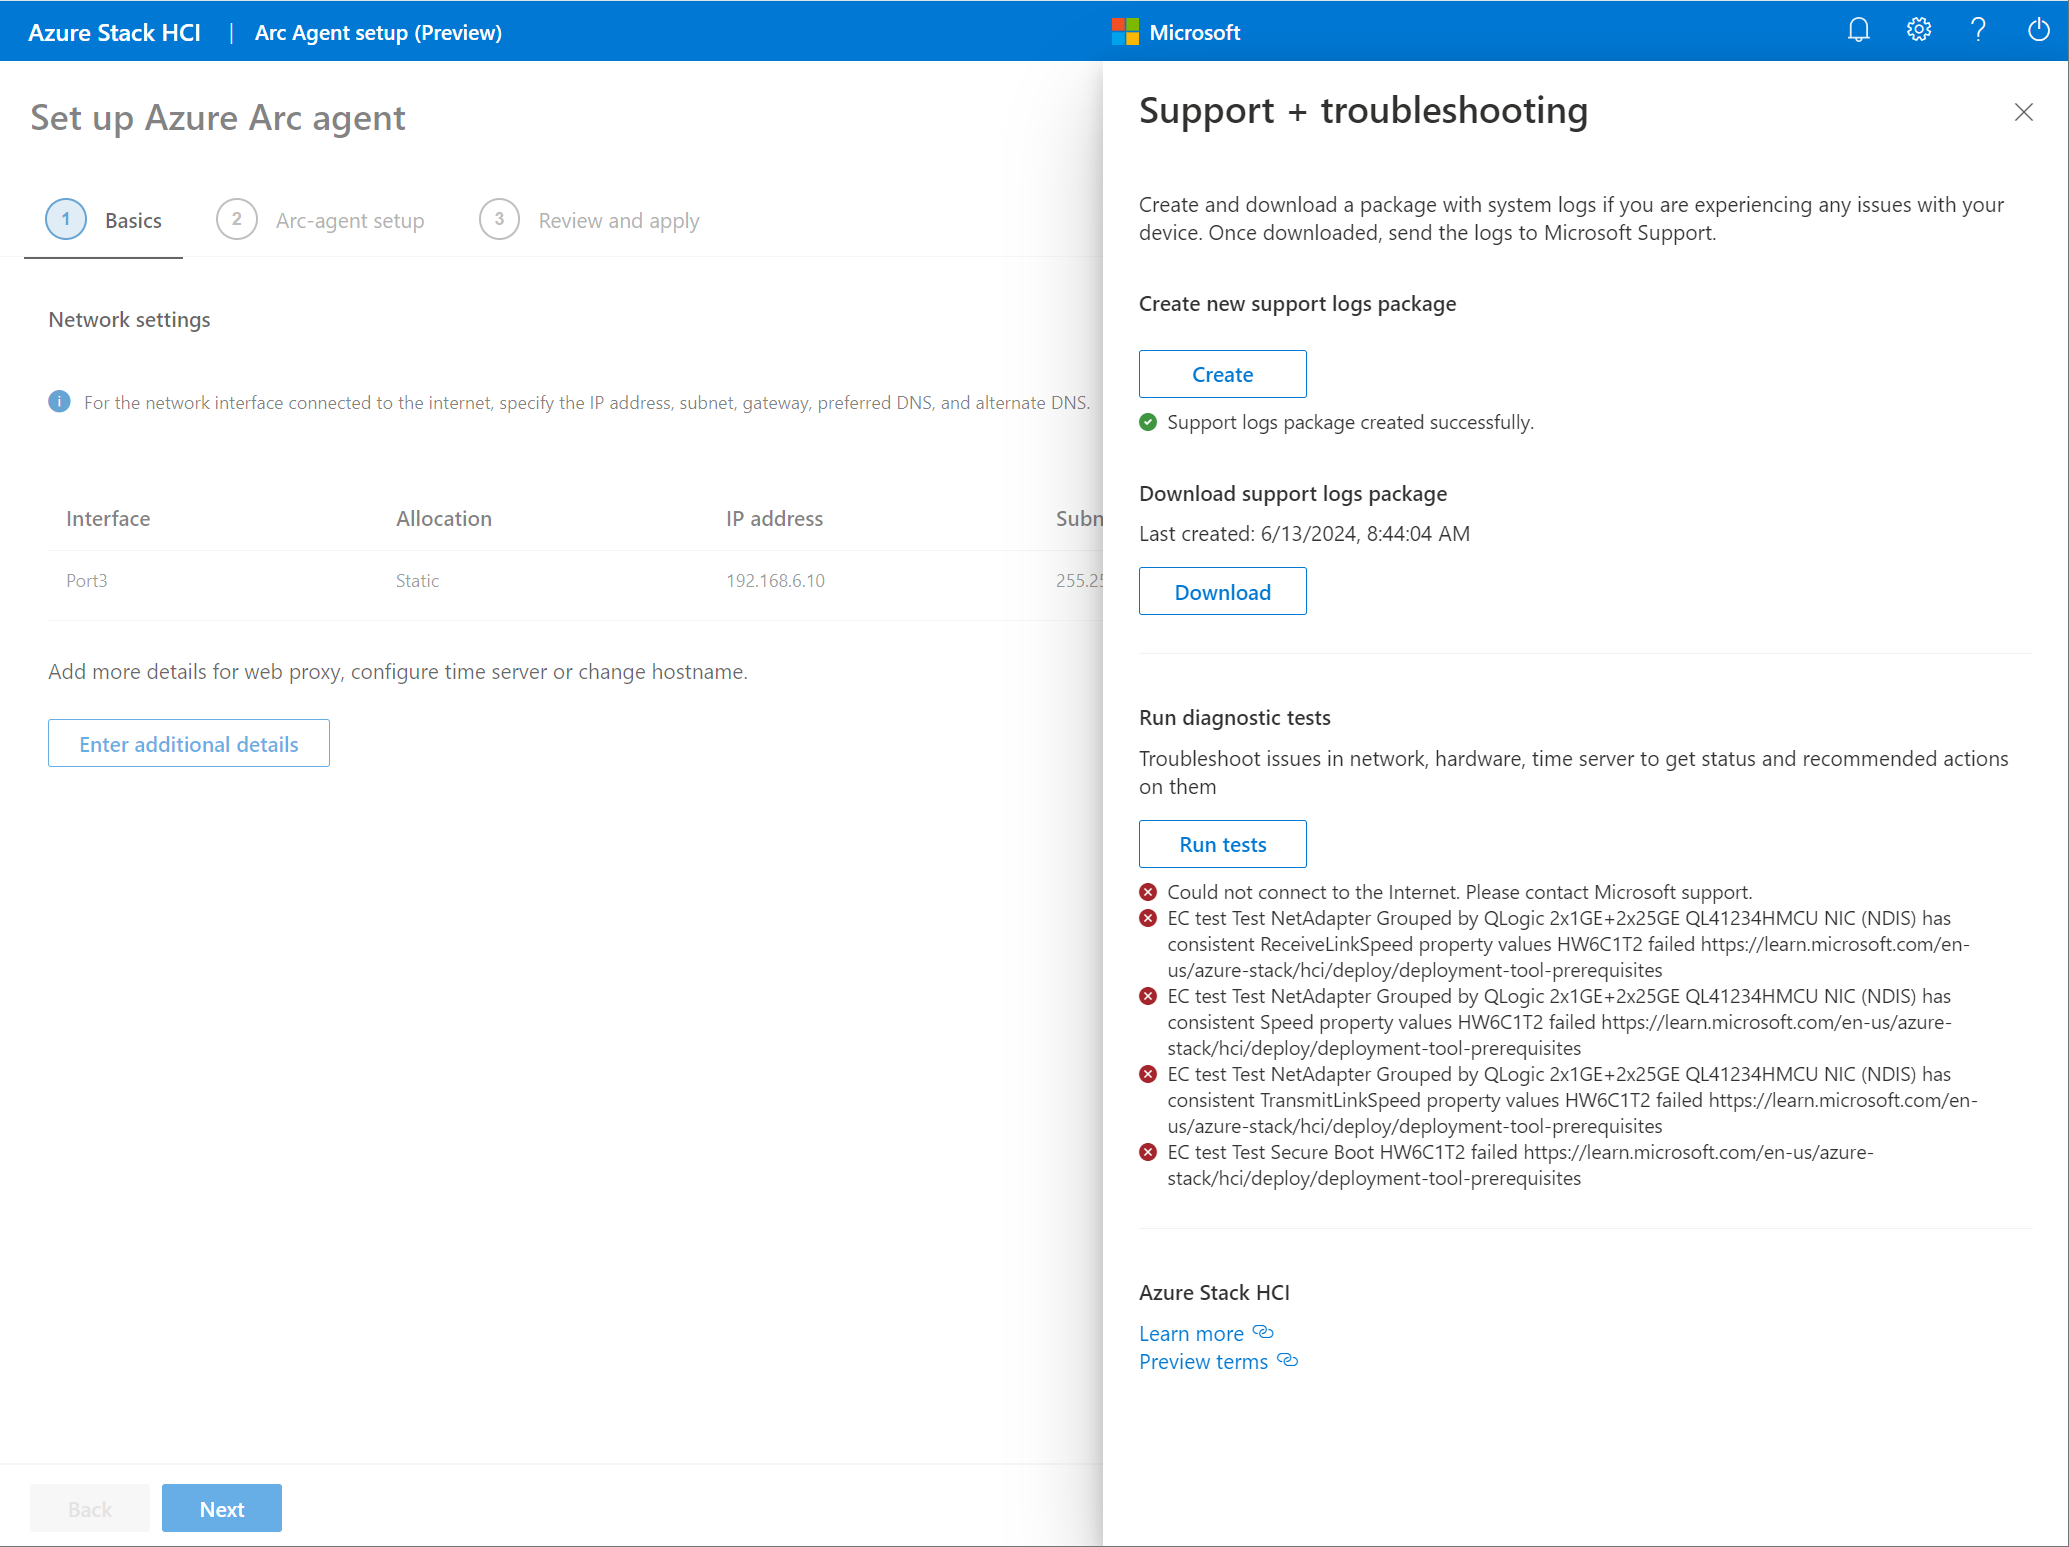 Azure Stack HCI | Arc Agent setup (Preview)
Microsoft
Set up Azure Arc agent
1 Basics
2 Arc-agent setup
3 Review and apply
Network settings
For the network interface connected to the internet, specify the IP address, subnet, gateway, preferred DNS, and alternate DNS.
Interface Allocation IP address Subn
Port3 Static 192.168.6.10 255.25
Add more details for web proxy, configure time server or change hostname.
Enter additional details
Back
Next
Support + troubleshooting
Create and download a package with system logs if you are experiencing any issues with your
device. Once downloaded, send the logs to Microsoft Support.
Create new support logs package
Create
Support logs package created successfully.
Download support logs package
Last created: 6/13/2024, 8:44:04 AM
Download
Run diagnostic tests
Troubleshoot issues in network, hardware, time server to get status and recommended actions
on them
Run tests
Could not connect to the Internet. Please contact Microsoft support.
EC test Test NetAdapter Grouped by QLogic 2x1GE+2x25GE QL41234HMCU NIC (NDIS) has
consistent ReceiveLinkSpeed property values HW6C1T2 failed https://learn.microsoft.com/en-
us/azure-stack/hci/deploy/deployment-tool-prerequisites
EC test Test NetAdapter Grouped by QLogic 2x1GE+2x25GE QL41234HMCU NIC (NDIS) has
consistent Speed property values HW6C1T2 failed https://learn.microsoft.com/en-us/azure-
stack/hci/deploy/deployment-tool-prerequisites
EC test Test NetAdapter Grouped by QLogic 2x1GE+2x25GE QL41234HMCU NIC (NDIS) has
consistent TransmitLinkSpeed property values HW6C1T2 failed https://learn.microsoft.com/en-
us/azure-stack/hci/deploy/deployment-tool-prerequisites
EC test Test Secure Boot HW6C1T2 failed https://learn.microsoft.com/en-us/azure-
stack/hci/deploy/deployment-tool-prerequisites
Azure Stack HCI
Learn more
Preview terms